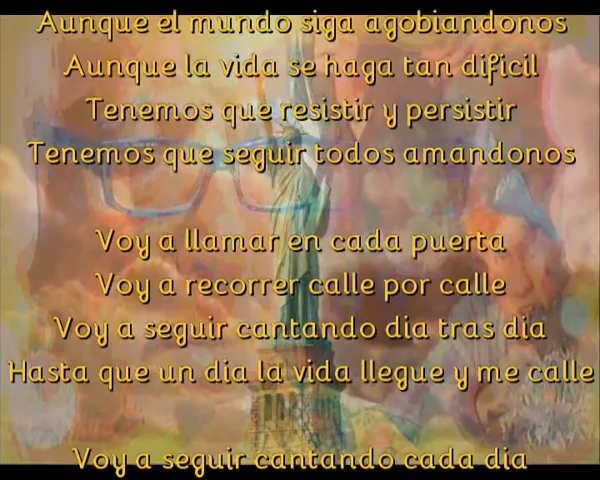 Aunque el mundo siga agobiandonos
Aunque la vida se haga tan dificil
Tenemos que resistir y persistir
Tenemos que seguir todos amandonos
Voy a llamar en cada puerta
Voy a recorrer calle por calle
Voy a seguir cantando dia tras dia
Hasta que un dia la vida llegue y me calle
Voy a seguir cantando cada dia